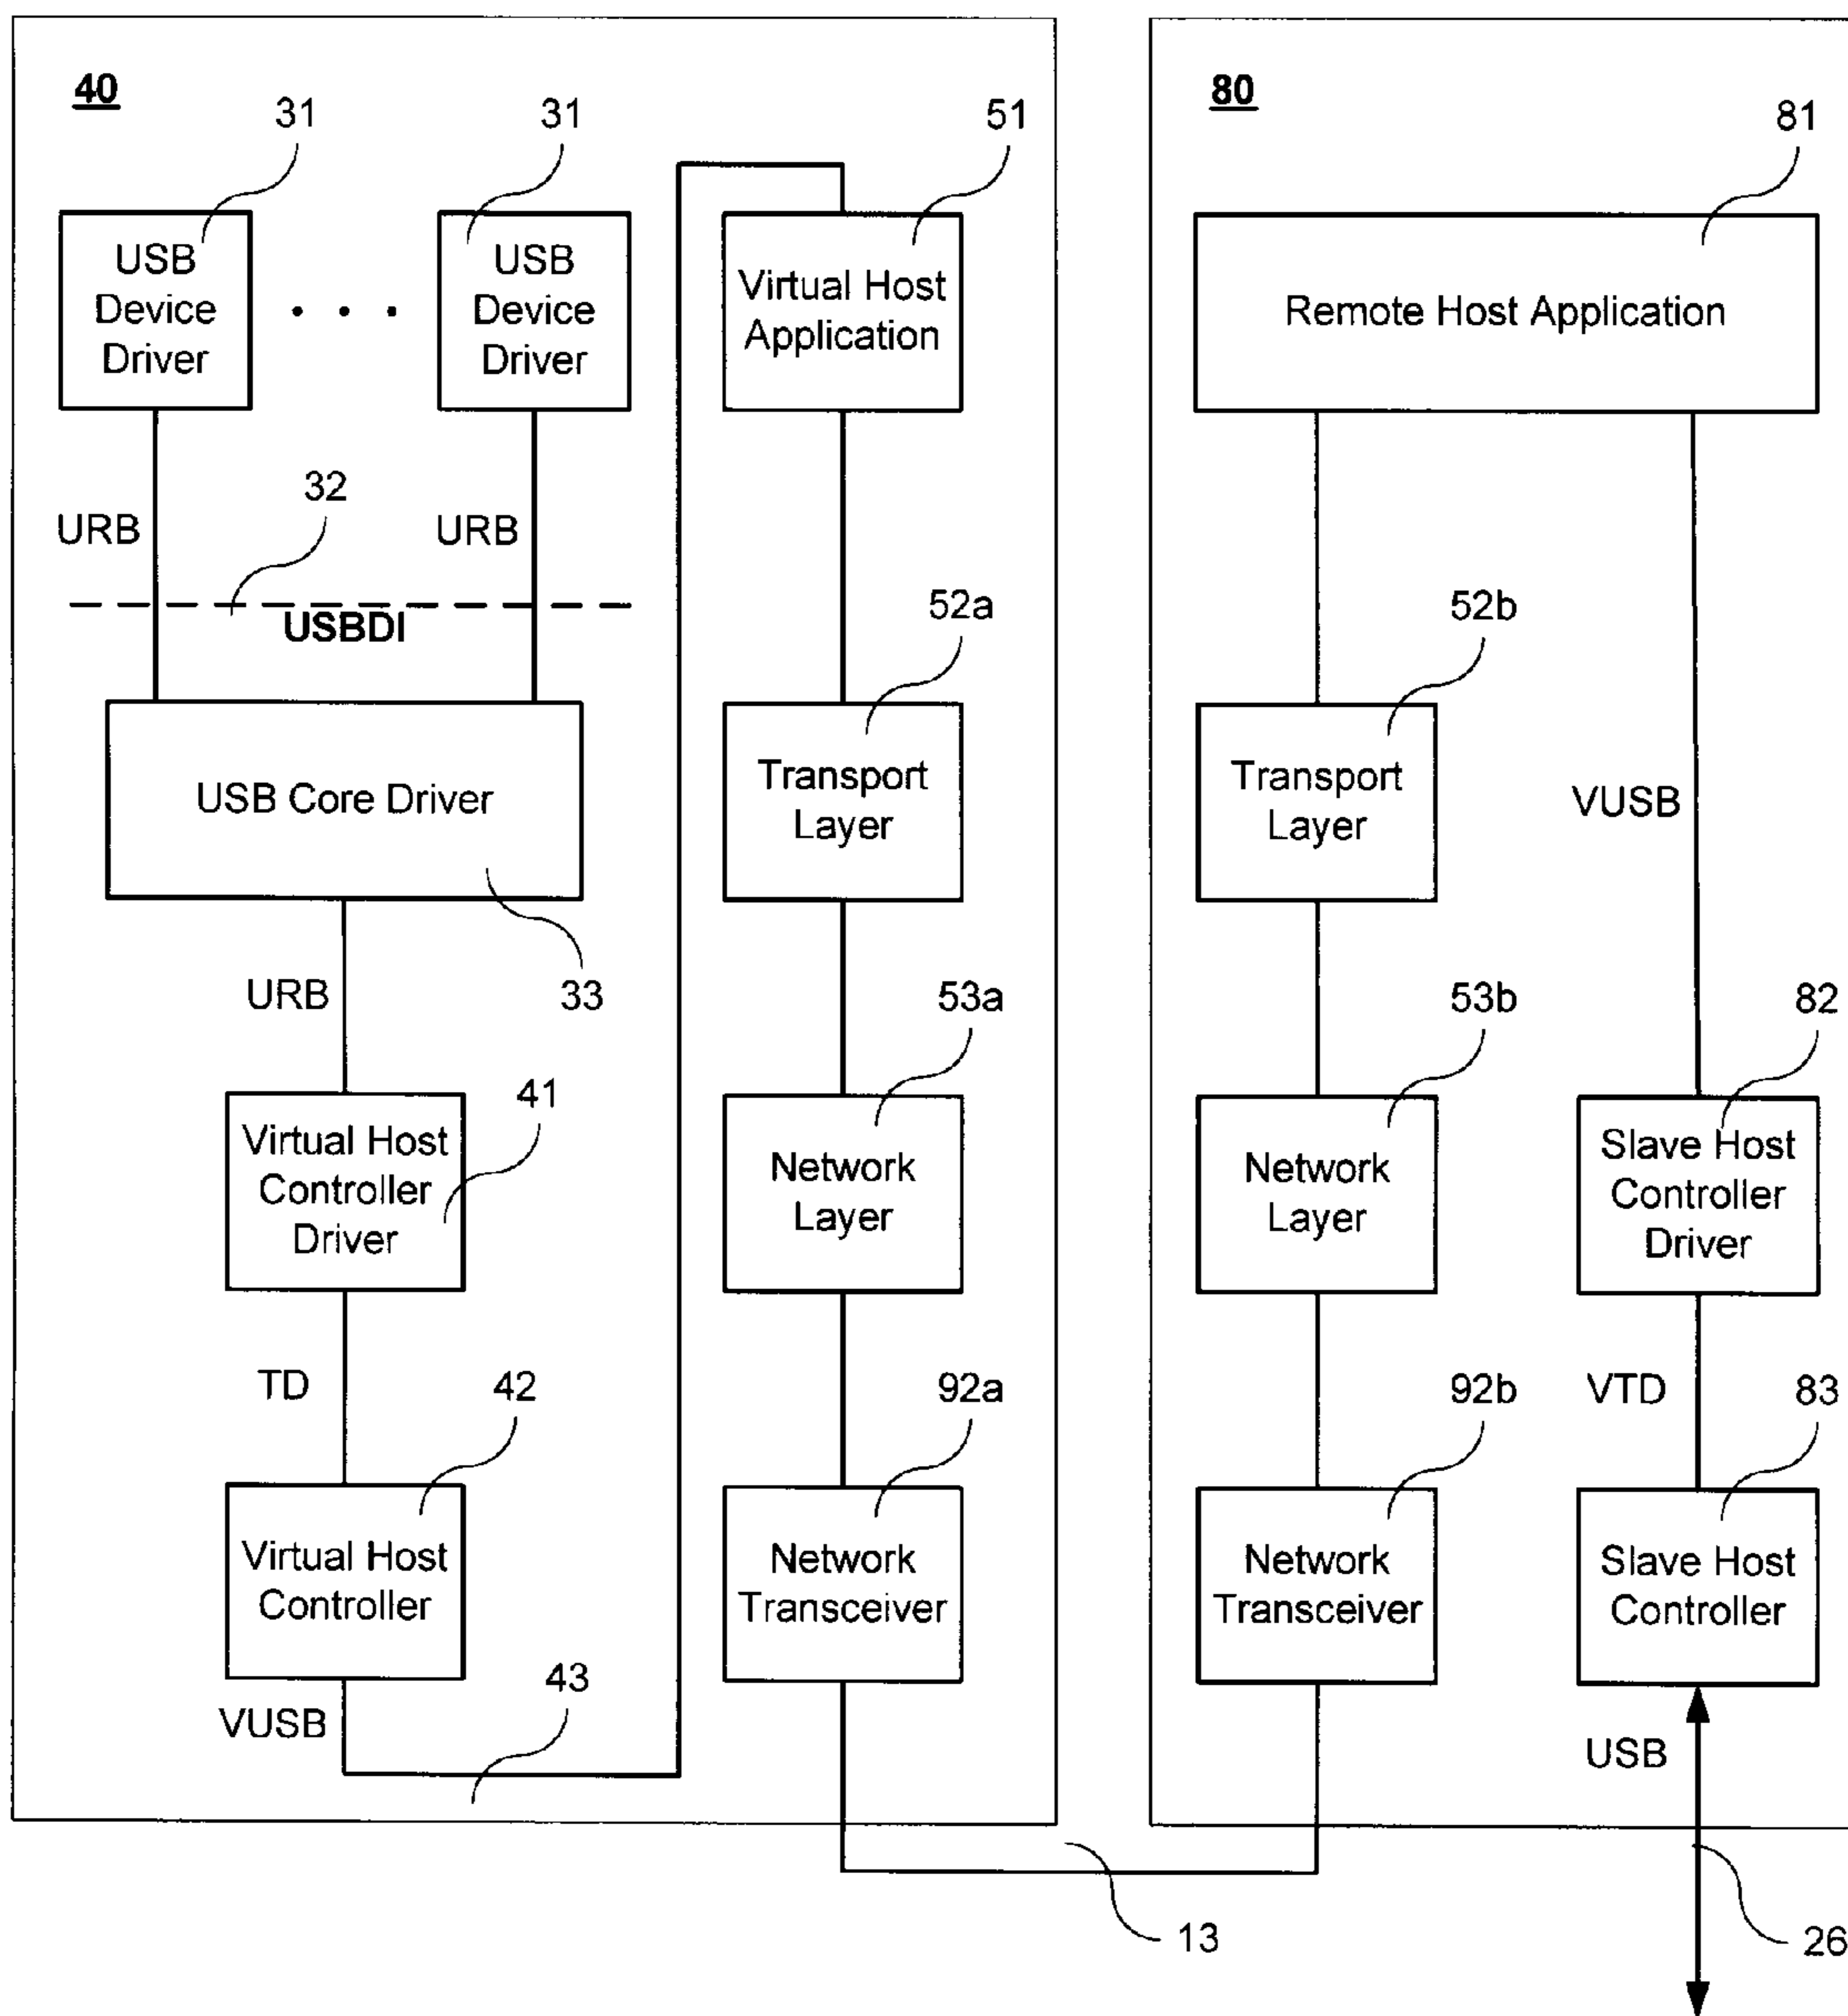 40
80
31
31
51
81
USB
Device
Driver
. . .
USB
Device
Driver
Virtual Host
Application
Remote Host Application
32
URB
URB
USBDI
52a
52b
USB Core Driver
Transport
Layer
Transport
Layer
VUSB
33
URB
53a
53b
82
41
Virtual Host
Controller
Driver
Network
Layer
Network
Layer
Slave Host
Controller
Driver
TD
42
92a
92b
VTD
83
Virtual Host
Controller
Network
Transceiver
Network
Transceiver
Slave Host
Controller
43
VUSB
USB
13
26